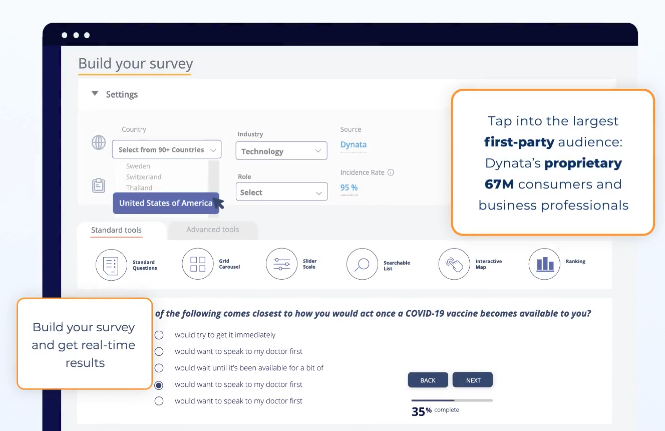 Build your survey
Settings
Country
Select from 90+ Countries
Sweden
Switzerland
Thailand
United States of America
Industry
Technology
Role
Select
Source
Dynata
Incidence Rate
95 %
Tap into the largest
first-party audience:
Dynata's proprietary
67M consumers and
business professionals
Standard tools
Advanced tools
Standard
Questions
Grid
Carousel
Slider
Scale
Searchable
List
Interactive
Map
Ranking
Build your survey
and get real-time
results
of the following comes closest to how you would act once a COVID-19 vaccine becomes available to you?
would try to get it immediately
would want to speak to my doctor first
would wait until it's been available for a bit of
would want to speak to my doctor first
would want to speak to my doctor first
BACK
NEXT
35% complete